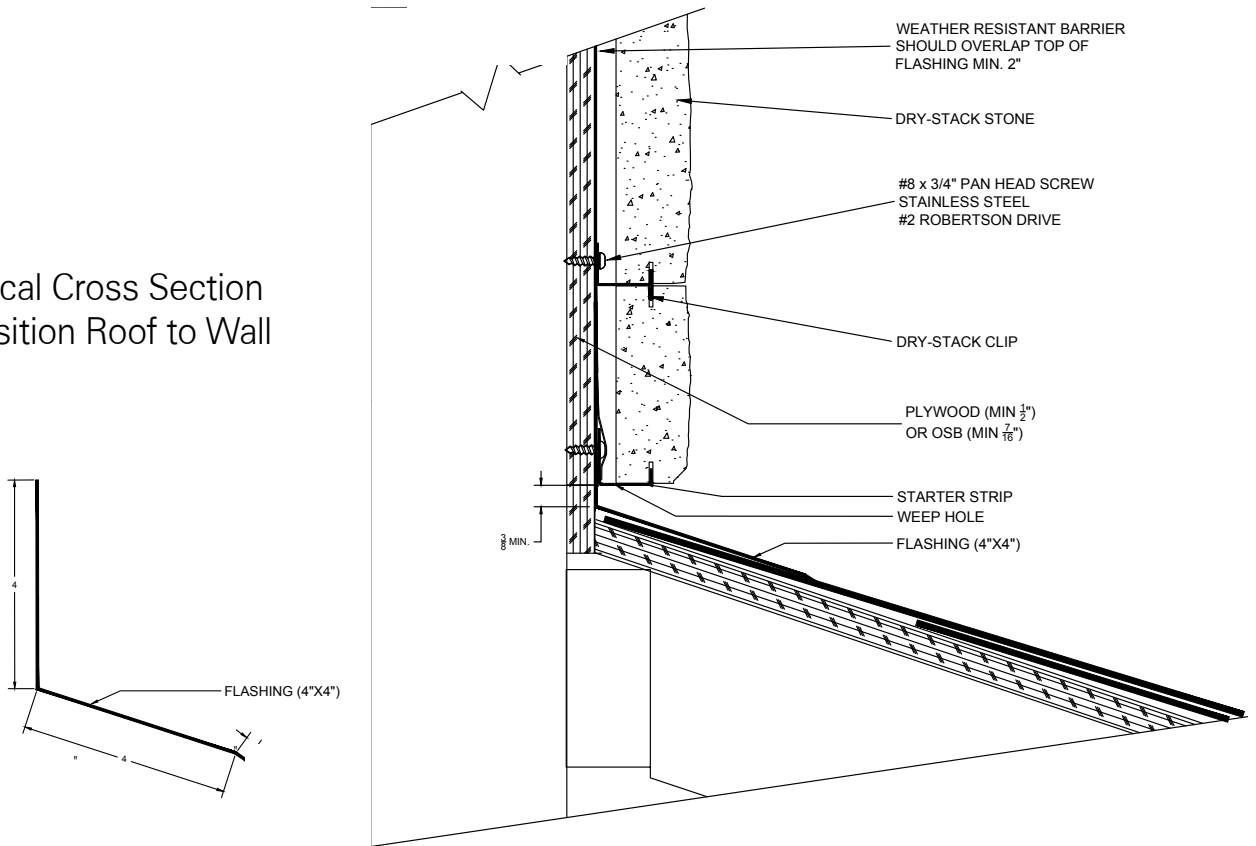 cal Cross Section
sition Roof to Wall
WEATHER RESISTANT BARRIER
SHOULD OVERLAP TOP OF
FLASHING MIN. 2"
DRY-STACK STONE
#8 x 3/4" PAN HEAD SCREW
STAINLESS STEEL
#2 ROBERTSON DRIVE
DRY-STACK CLIP
PLYWOOD (MIN 1/2")
OR OSB (MIN 7/16")
STARTER STRIP
WEEP HOLE
FLASHING (4"X4")
3/8 MIN.
4
FLASHING (4"X4")
" 4
"